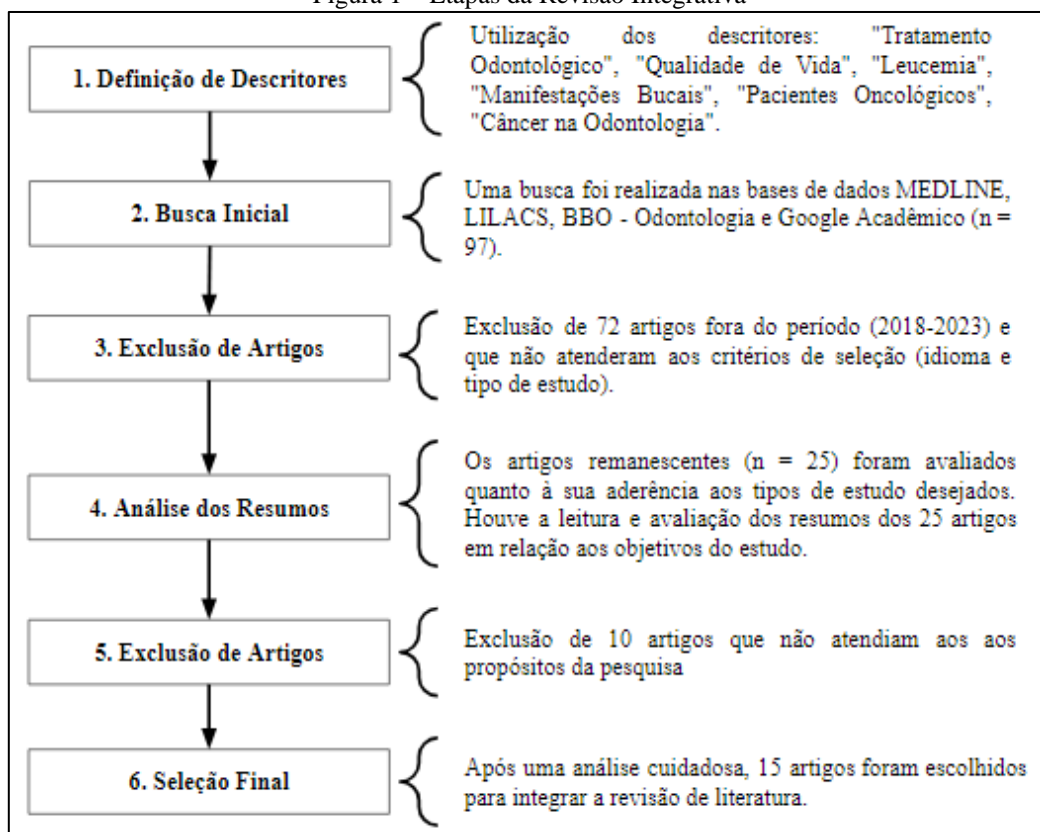 Figura 1 – Etapas da Revisão Integrativa
1. Definição de Descritores
Utilização dos descritores: "Tratamento
Odontológico", "Qualidade de Vida", "Leucemia",
"Manifestações Bucais", "Pacientes Oncológicos",
"Câncer na Odontologia".
2. Busca Inicial
Uma busca foi realizada nas bases de dados MEDLINE,
LILACS, BBO - Odontologia e Google Acadêmico (n =
97).
3. Exclusão de Artigos
Exclusão de 72 artigos fora do período (2018-2023) e
que não atenderam aos critérios de seleção (idioma e
tipo de estudo).
4. Análise dos Resumos
Os artigos remanescentes (n = 25) foram avaliados
quanto à sua aderência aos tipos de estudo desejados.
Houve a leitura e avaliação dos resumos dos 25 artigos
em relação aos objetivos do estudo.
5. Exclusão de Artigos
Exclusão de 10 artigos que não atendiam aos aos
propósitos da pesquisa
6. Seleção Final
Após uma análise cuidadosa, 15 artigos foram escolhidos
para integrar a revisão de literatura.